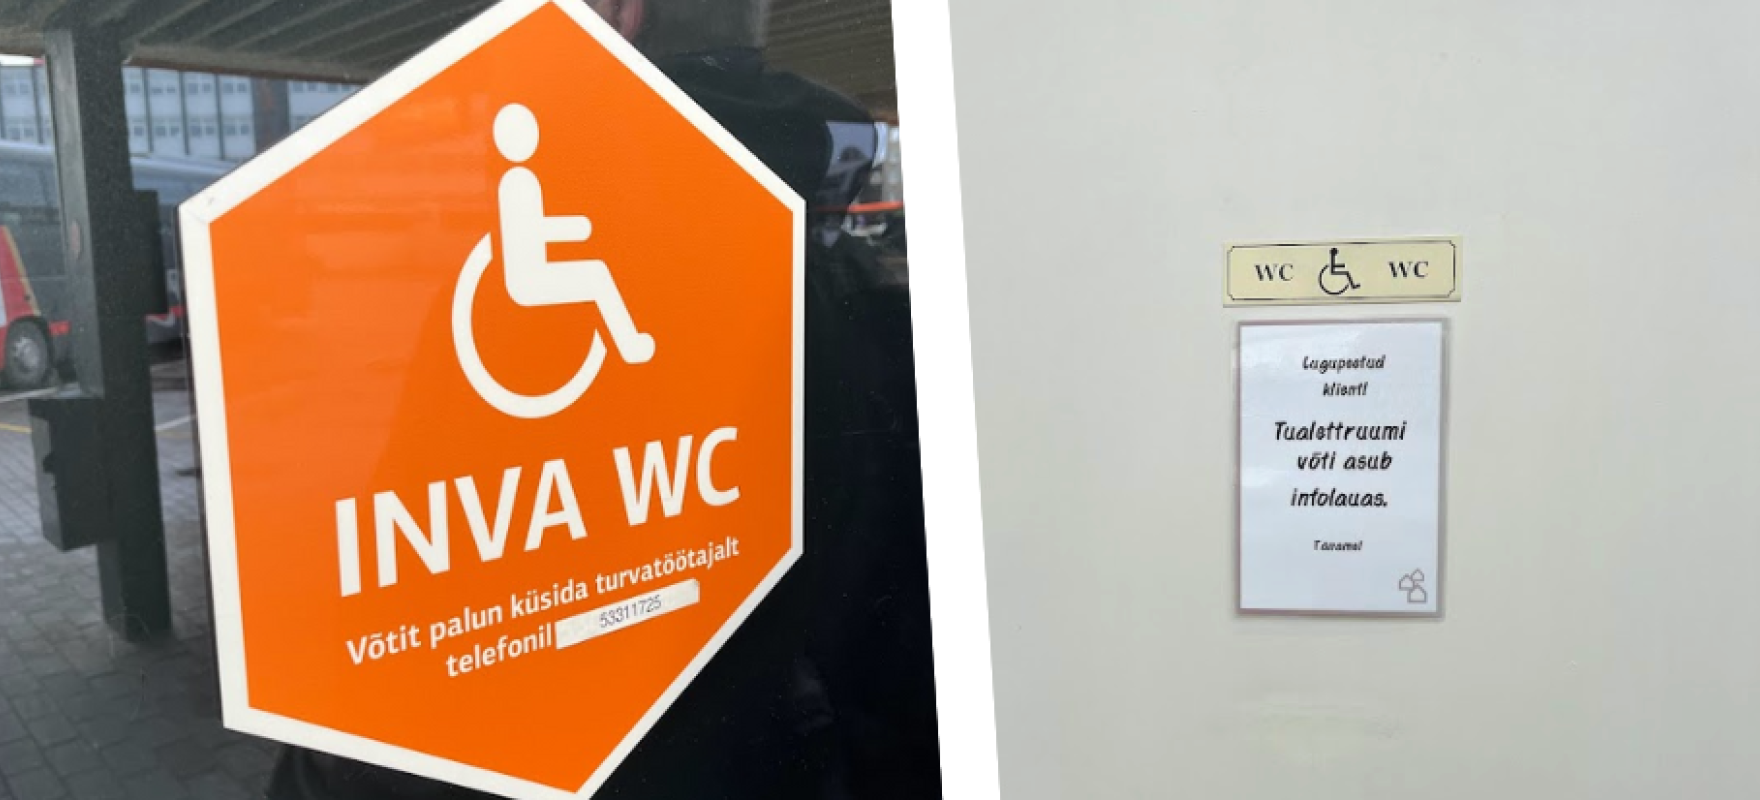 INVA WC
Võtit palun küsida turvatöötajalt
telefonil 53311725
WC WC
Lugupeetud
klient!
Tualettruumi
võti asub
infolauas.
Täname!